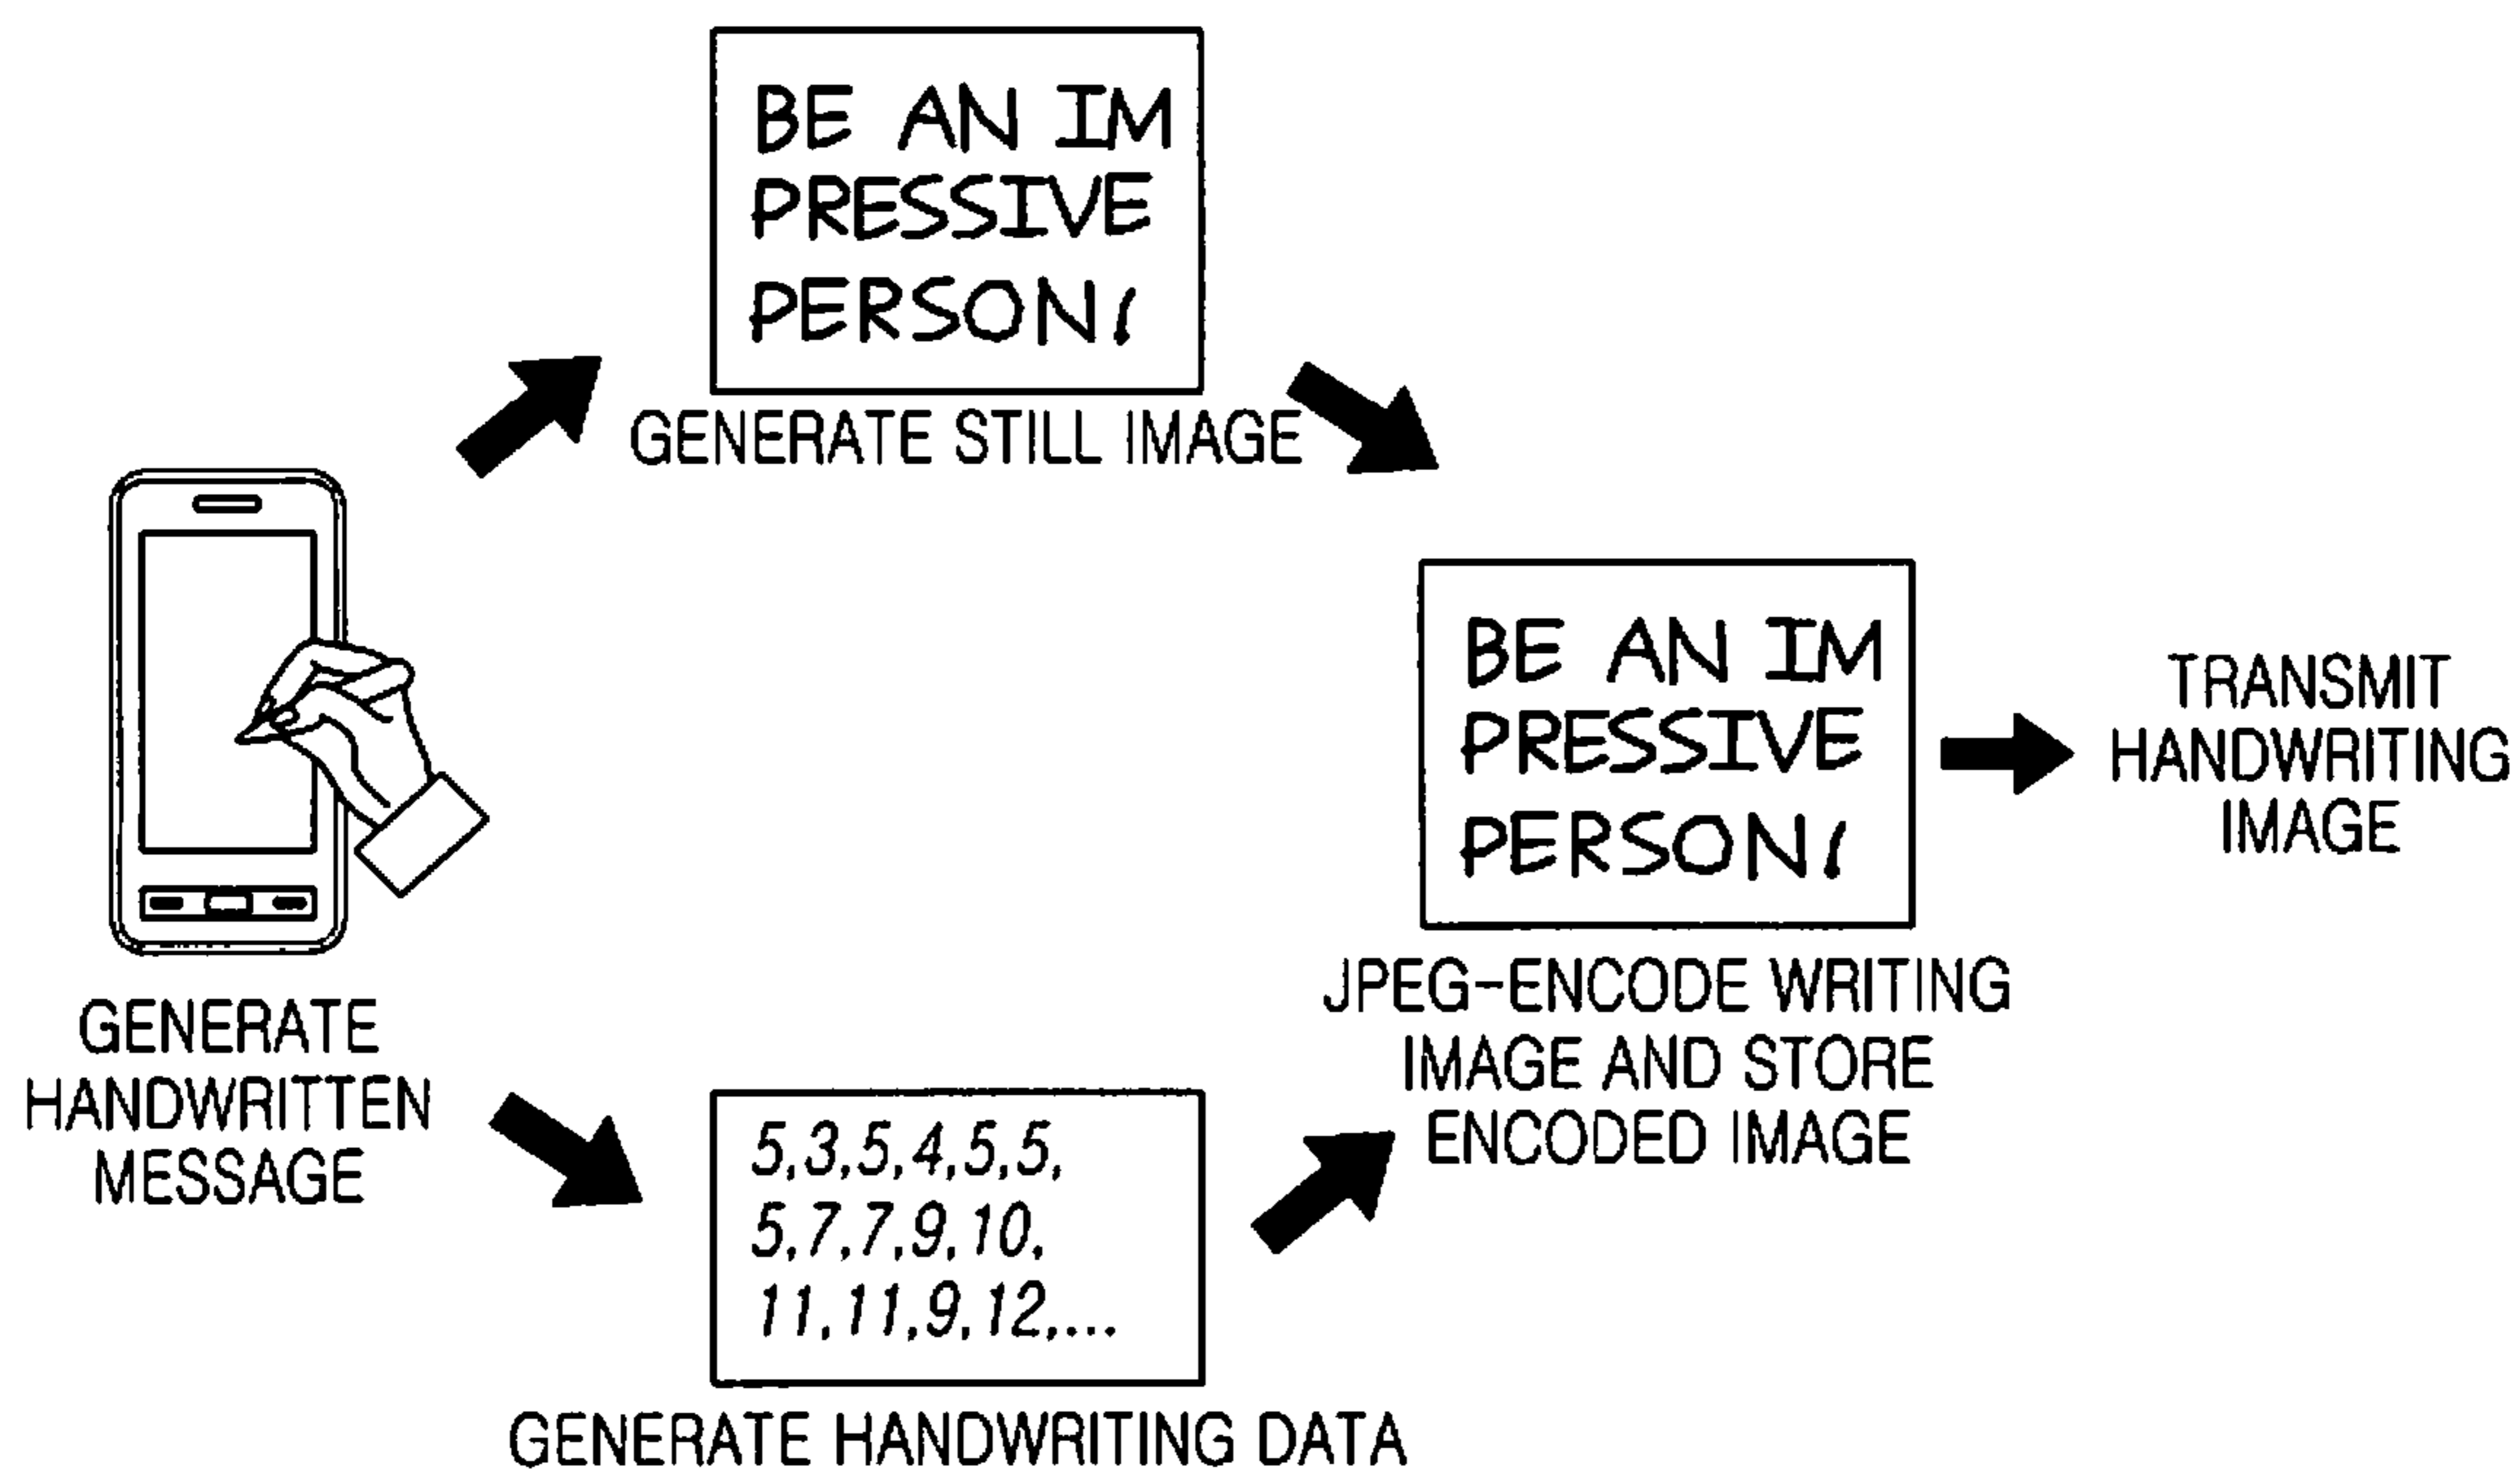 BE AN IM
PRESSIVE
PERSON!
GENERATE STILL IMAGE
GENERATE
HANDWRITTEN
MESSAGE
5,3,5,4,5,5,
5,7,7,9,10,
11,11,9,12,...
GENERATE HANDWRITING DATA
BE AN IM
PRESSIVE
PERSON!
JPEG-ENCODE WRITING
IMAGE AND STORE
ENCODED IMAGE
TRANSMIT
HANDWRITING
IMAGE